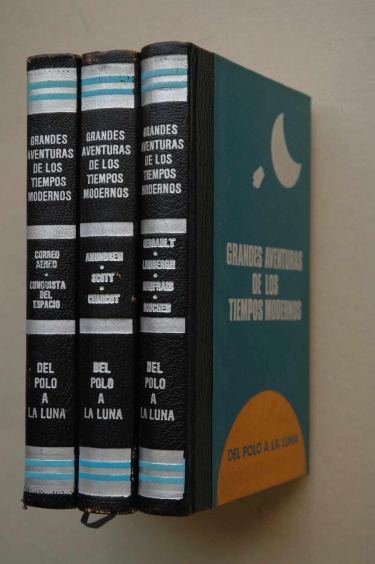 GRANDES
AVENTURAS
DE LOS
TIEMPOS
MODERNOS
CORREO
AEREO
CONQUISTA
DEL
ESPACIO
DEL
POLO
A
LA LUNA
GRANDES
AVENTURAS
DE LOS
TIEMPOS
MODERNOS
AMUNDSEN
SCOTT
CHARCOT
DEL
POLO
A
LA LUNA
GRANDES
AVENTURAS
DE LOS
TIEMPOS
MODERNOS
GERBAULT
LINDBERGH
MAUFRAIS
DEL
POLO
A
LA LUNA
GRANDES AVENTURAS
DE LOS
TIEMPOS MODERNOS
DEL POLO A LA LUNA